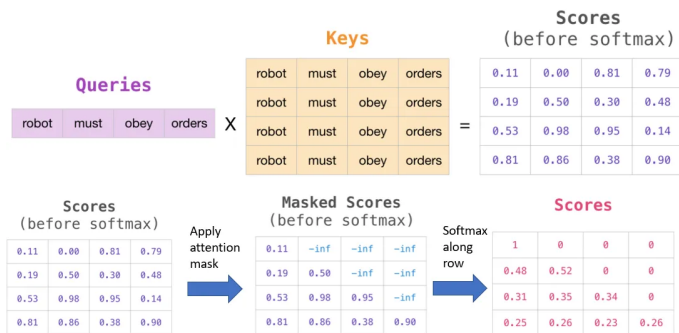 Scores
(before softmax)
Keys
Queries
robot must obey orders
X
robot must obey orders
robot must obey orders
robot must obey orders
robot must obey orders
=
0.11 0.00 0.81 0.79
0.19 0.50 0.30 0.48
0.53 0.98 0.95 0.14
0.81 0.86 0.38 0.90
Scores
(before softmax)
0.11 0.00 0.81 0.79
0.19 0.50 0.30 0.48
0.53 0.98 0.95 0.14
0.81 0.86 0.38 0.90
Apply
attention
mask
Masked Scores
(before softmax)
0.11 -inf -inf -inf
0.19 0.50 -inf -inf
0.53 0.98 0.95 -inf
0.81 0.86 0.38 0.90
Softmax
along
row
Scores
1 0 0 0
0.48 0.52 0 0
0.31 0.35 0.34 0
0.25 0.26 0.23 0.26